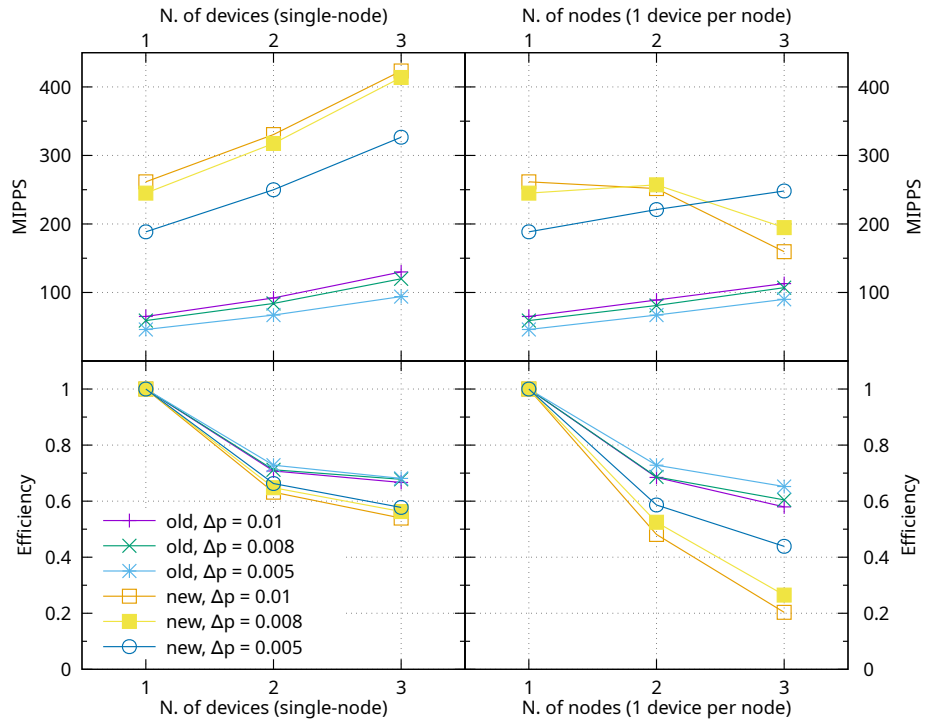 N. of devices (single-node)
N. of nodes (1 device per node)
1 2 3
1 2 3
MIPPS
400
300
200
100
400
300
200
100
MIPPS
Efficiency
1
0.8
0.6
0.4
0.2
0
old, Δp = 0.01
old, Δp = 0.008
old, Δp = 0.005
new, Δp = 0.01
new, Δp = 0.008
new, Δp = 0.005
1
0.8
0.6
0.4
0.2
0
Efficiency
1 2 3
1 2 3
N. of devices (single-node)
N. of nodes (1 device per node)